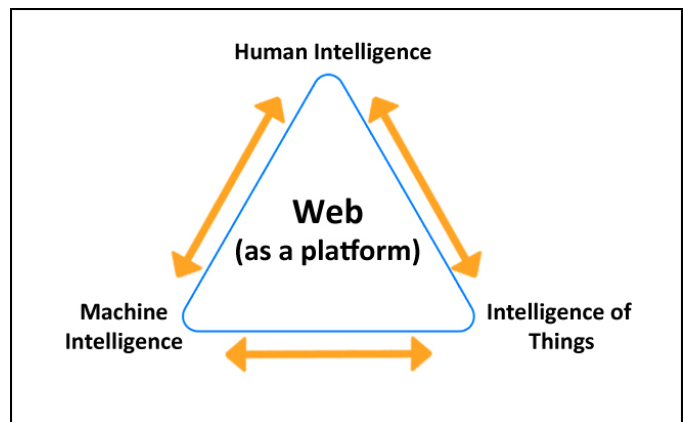 Human Intelligence
Web
(as a platform)
Machine
Intelligence
Intelligence of
Things